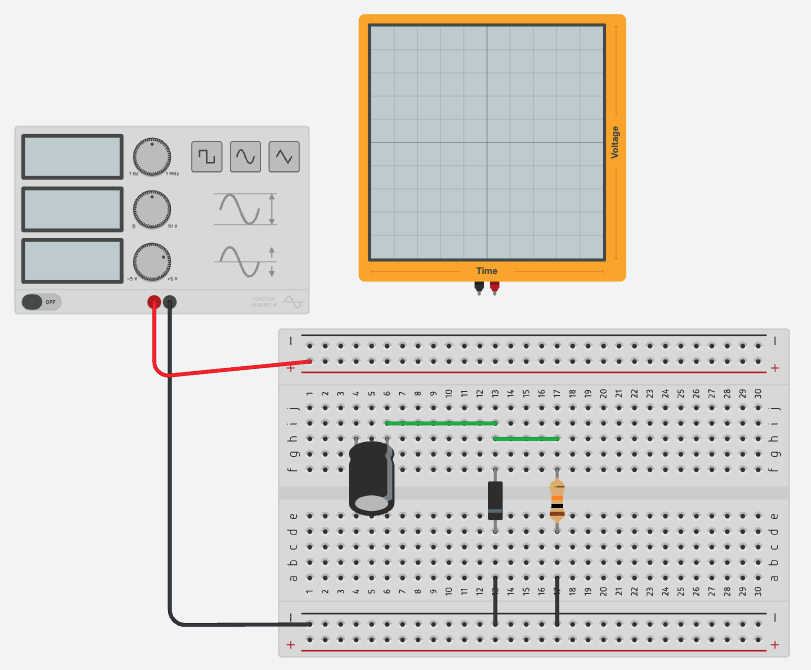 Voltage
Time
1 Hz
1 MHz
0
10 V
-5 V
+5 V
OFF
FUNCTION
GENERATOR
− −
+ +
1 2 3 4 5 6 7 8 9 10 11 12 13 14 15 16 17 18 19 20 21 22 23 24 25 26 27 28 29 30
j j
i i
h h
g g
f f
e e
d d
c c
b b
a a
1 2 3 4 5 6 7 8 9 10 11 12 13 14 15 16 17 18 19 20 21 22 23 24 25 26 27 28 29 30
− −
+ +